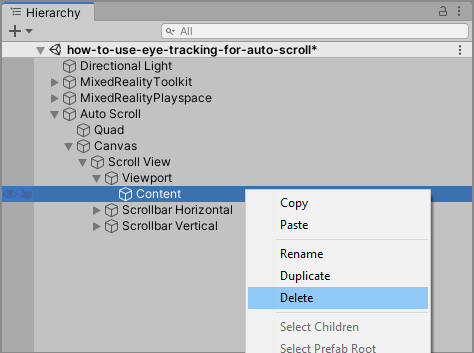 Hierarchy
All
how-to-use-eye-tracking-for-auto-scroll*
Directional Light
MixedRealityToolkit
MixedRealityPlayspace
Auto Scroll
Quad
Canvas
Scroll View
Viewport
Content
Scrollbar Horizontal
Scrollbar Vertical
Copy
Paste
Rename
Duplicate
Delete
Select Children
Select Prefab Root